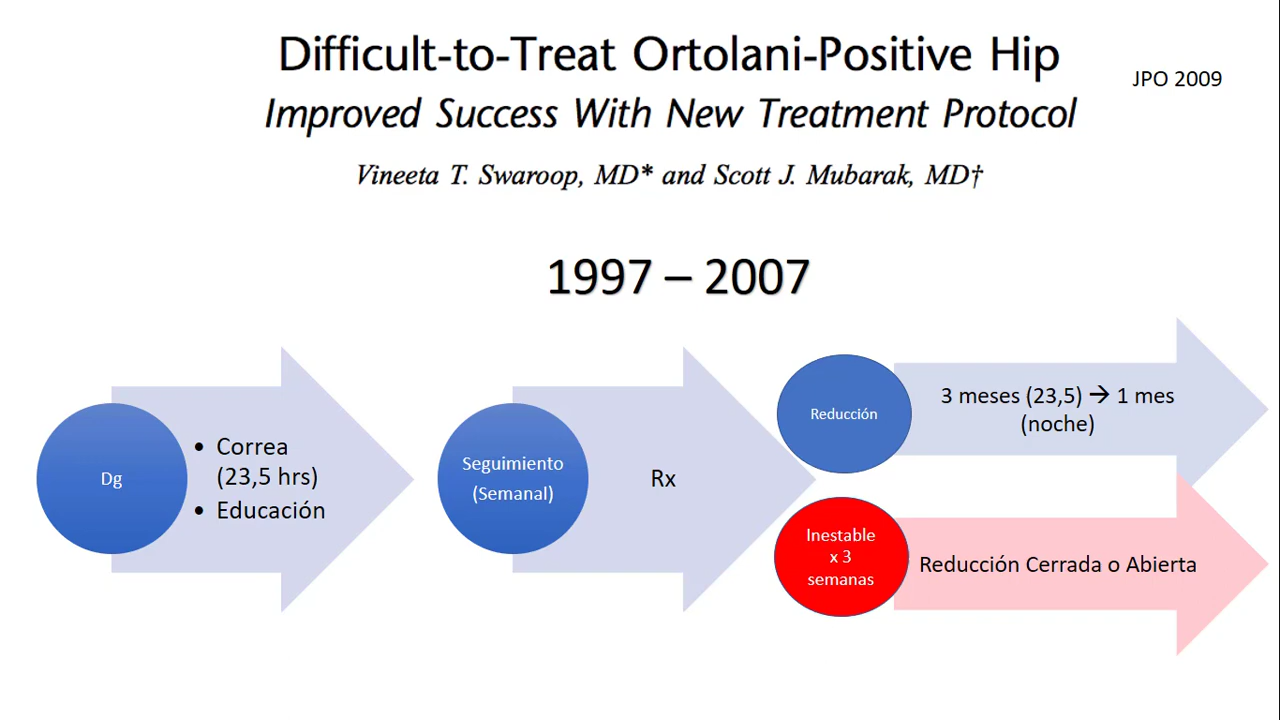 Difficult-to-Treat Ortolani-Positive Hip
JPO 2009
Improved Success With New Treatment Protocol
Vineeta T. Swaroop, MD* and Scott J. Mubarak, MD†
1997 – 2007
Dg
• Correa
(23,5 hrs)
• Educación
Seguimiento
(Semanal)
Rx
Reducción
3 meses (23,5) → 1 mes
(noche)
Inestable
x 3
semanas
Reducción Cerrada o Abierta